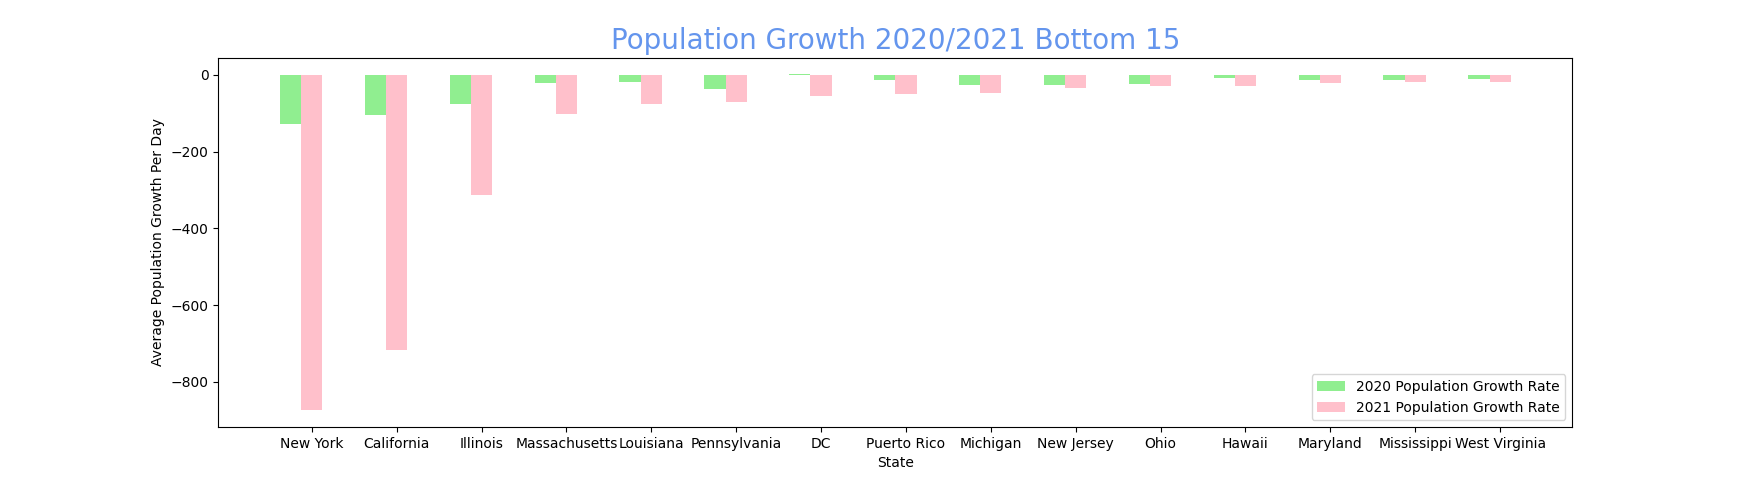 Population Growth 2020/2021 Bottom 15
Average Population Growth Per Day
0
−200
−400
−600
−800
2020 Population Growth Rate
2021 Population Growth Rate
New York California Illinois Massachusetts Louisiana Pennsylvania DC Puerto Rico Michigan New Jersey Ohio Hawaii Maryland Mississippi West Virginia
State